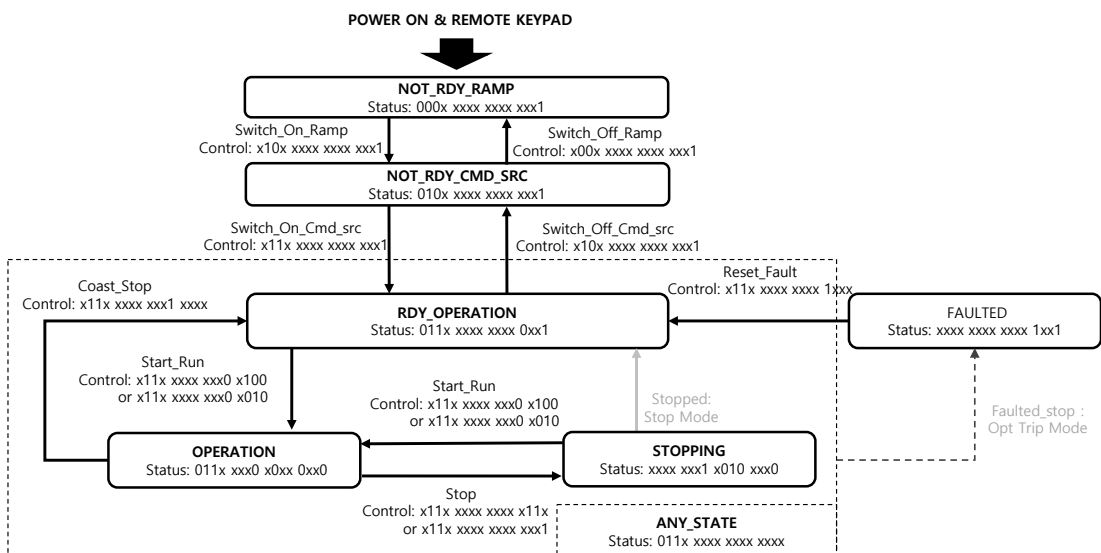 POWER ON & REMOTE KEYPAD
NOT_RDY_RAMP
Status: 000x xxxx xxxx xxx1
Switch_On_Ramp
Control: x10x xxxx xxxx xxx1
Switch_Off_Ramp
Control: x00x xxxx xxxx xxx1
NOT_RDY_CMD_SRC
Status: 010x xxxx xxxx xxx1
Switch_On_Cmd_src
Control: x11x xxxx xxxx xxx1
Switch_Off_Cmd_src
Control: x10x xxxx xxxx xxx1
Coast_Stop
Control: x11x xxxx xxx1 xxxx
Reset_Fault
Control: x11x xxxx xxxx 1xxx
RDY_OPERATION
Status: 011x xxxx xxxx 0xx1
FAULTED
Status: xxxx xxxx xxxx 1xx1
Start_Run
Control: x11x xxxx xxx0 x100
or x11x xxxx xxx0 x010
Start_Run
Control: x11x xxxx xxx0 x100
or x11x xxxx xxx0 x010
Stopped:
Stop Mode
Faulted_stop :
Opt Trip Mode
OPERATION
Status: 011x xxx0 x0xx 0xx0
STOPPING
Status: xxxx xxx1 x010 xxx0
Stop
Control: x11x xxxx xxxx x11x
or x11x xxxx xxxx xxx1
ANY_STATE
Status: 011x xxxx xxxx xxxx